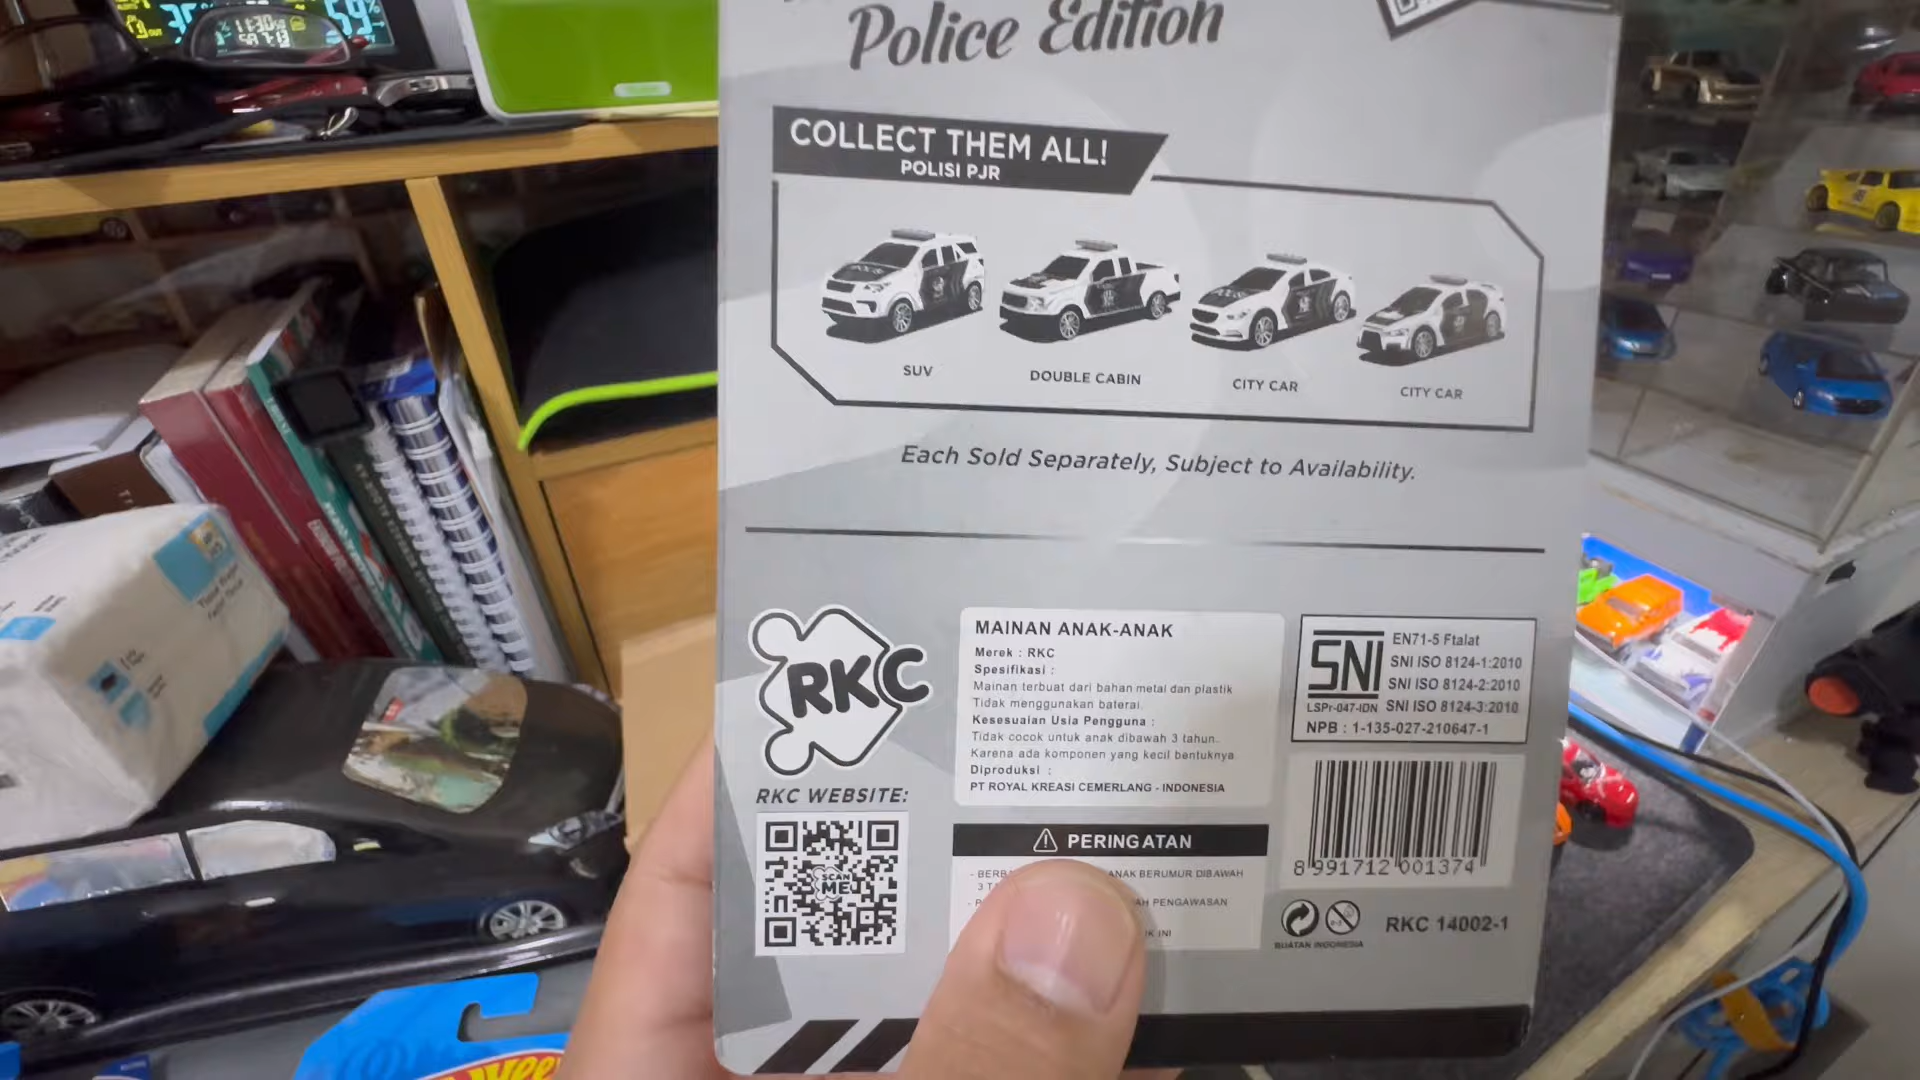 Police Edition
COLLECT THEM ALL!
POLISI PJR
SUV
DOUBLE CABIN
CITY CAR
CITY CAR
Each Sold Separately, Subject to Availability.
RKC
RKC WEBSITE:
SCAN
ME
MAINAN ANAK-ANAK
Merek : RKC
Spesifikasi :
Mainan terbuat dari bahan metal dan plastik
Tidak menggunakan baterai.
Kesesuaian Usia Pengguna :
Tidak cocok untuk anak dibawah 3 tahun.
Karena ada komponen yang kecil bentuknya
Diproduksi :
PT ROYAL KREASI CEMERLANG - INDONESIA
PERINGATAN
ANAK BERUMUR DIBAWAH
PENGAWASAN
INI
SNI
LSPr-047-IDN
EN71-5 Ftalat
SNI ISO 8124-1:2010
SNI ISO 8124-2:2010
SNI ISO 8124-3:2010
NPB : 1-135-027-210647-1
8 991712 001374
BUATAN INDONESIA
RKC 14002-1